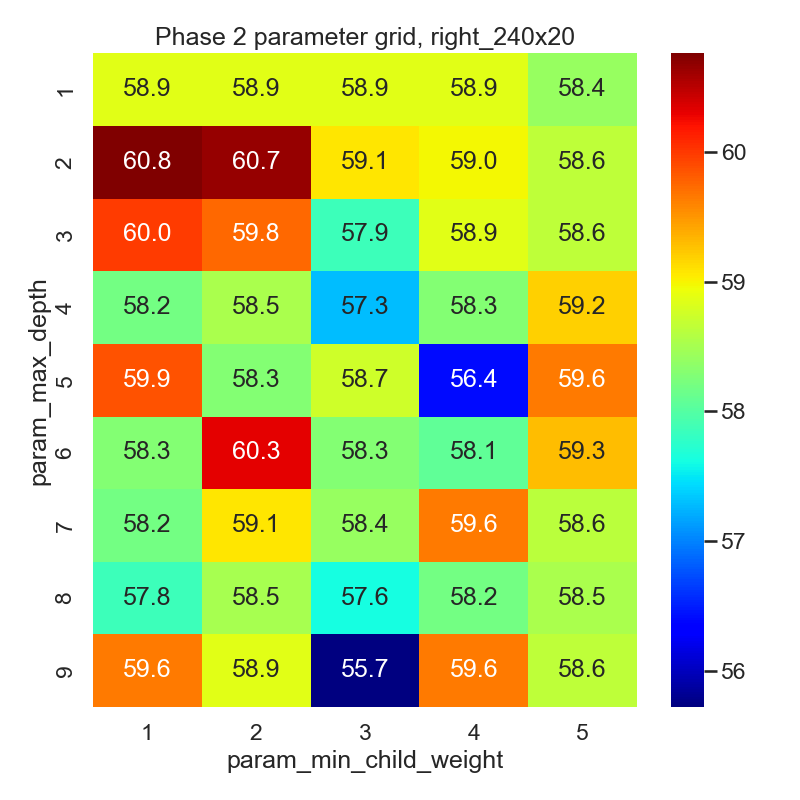 Phase 2 parameter grid, right_240x20
param_max_depth
1 58.9 58.9 58.9 58.9 58.4
2 60.8 60.7 59.1 59.0 58.6
3 60.0 59.8 57.9 58.9 58.6
4 58.2 58.5 57.3 58.3 59.2
5 59.9 58.3 58.7 56.4 59.6
6 58.3 60.3 58.3 58.1 59.3
7 58.2 59.1 58.4 59.6 58.6
8 57.8 58.5 57.6 58.2 58.5
9 59.6 58.9 55.7 59.6 58.6
1 2 3 4 5
param_min_child_weight
60
59
58
57
56